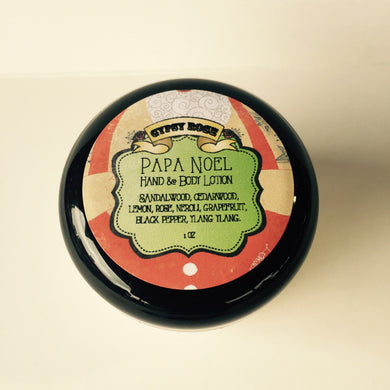 GYPSY ROSE
PAPA NOEL
HAND & BODY LOTION
SANDALWOOD, CEDARWOOD,
LEMON, ROSE, NEROLI, GRAPEFRUIT,
BLACK PEPPER, YLANG YLANG.
1 OZ